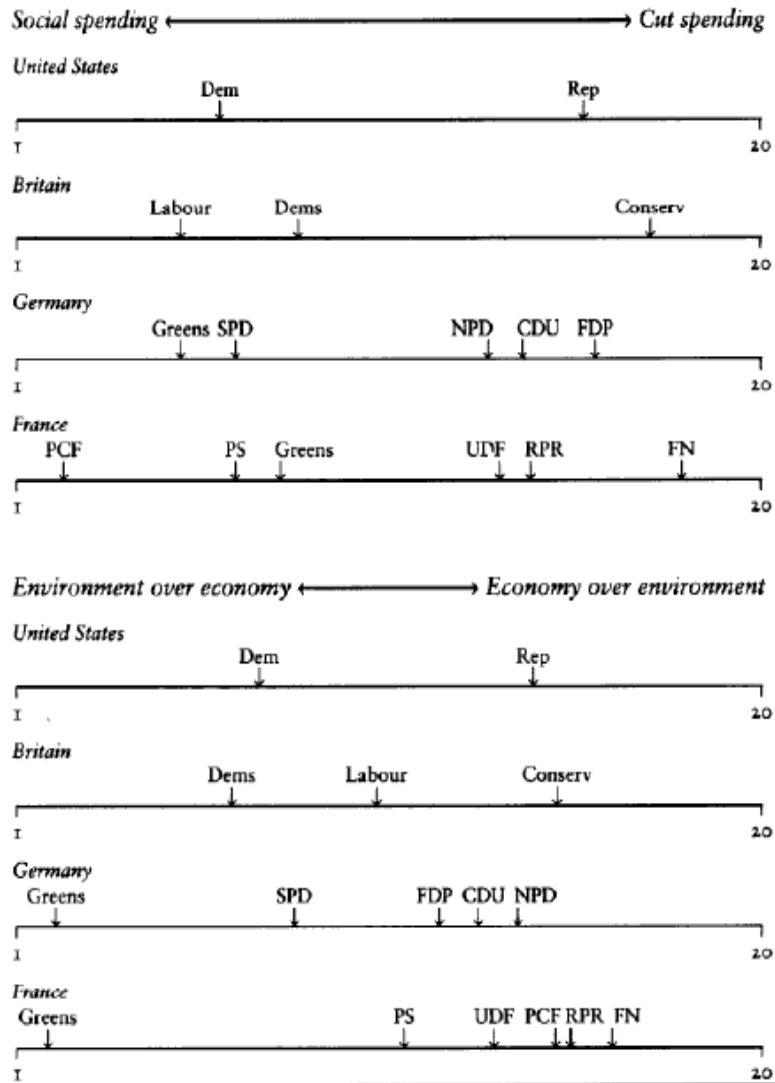 Social spending ⟷ Cut spending
United States
Dem Rep
1 20
Britain
Labour Dems Conserv
1 20
Germany
Greens SPD NPD CDU FDP
1 20
France
PCF PS Greens UDF RPR FN
1 20
Environment over economy ⟷ Economy over environment
United States
Dem Rep
1 20
Britain
Dems Labour Conserv
1 20
Germany
Greens SPD FDP CDU NPD
1 20
France
Greens PS UDF PCF RPR FN
1 20